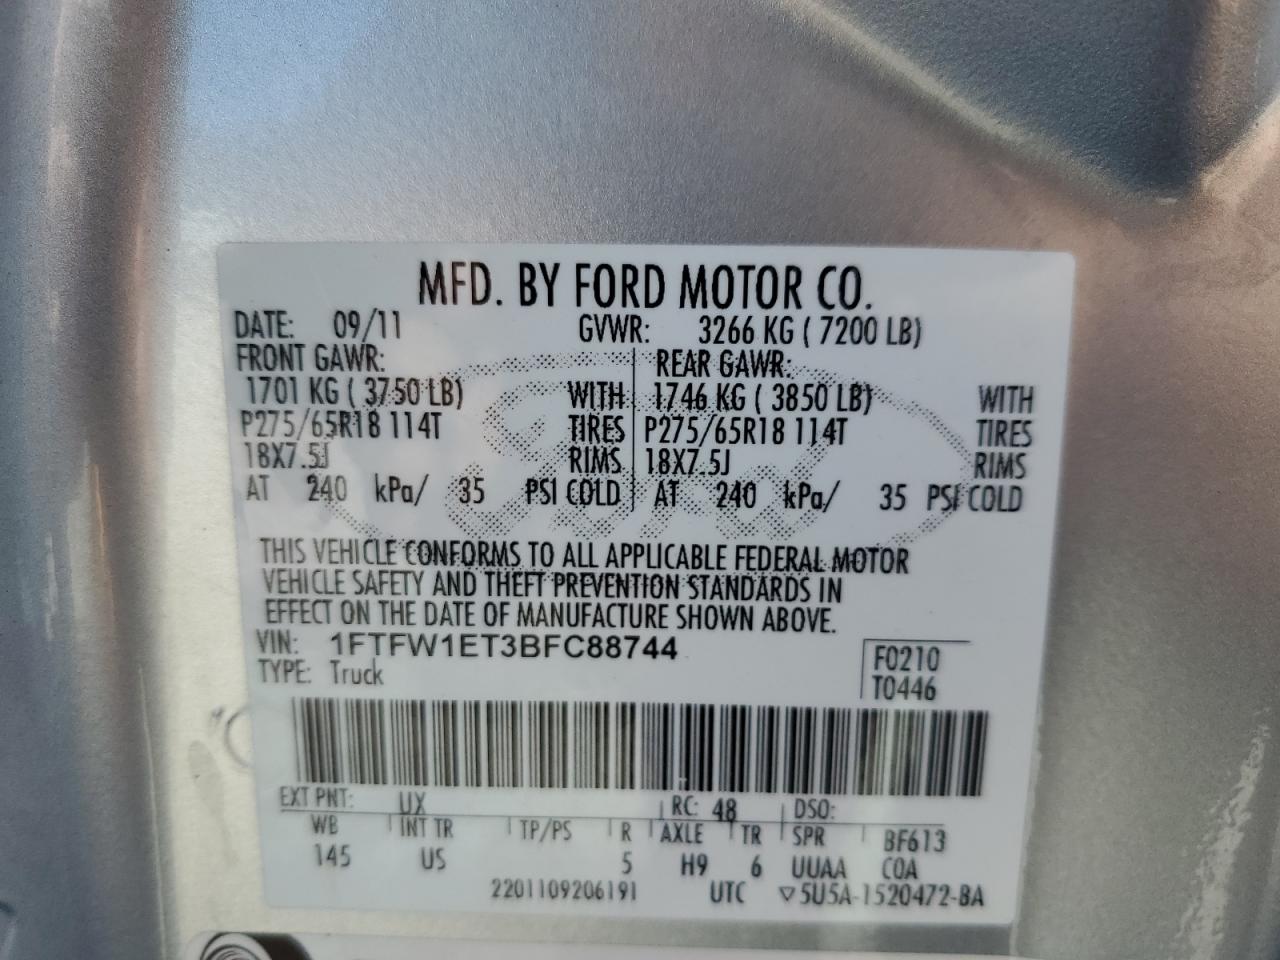 MFD. BY FORD MOTOR CO.
DATE: 09/11 GVWR: 3266 KG ( 7200 LB)
FRONT GAWR: REAR GAWR:
1701 KG ( 3750 LB) WITH 1746 KG ( 3850 LB) WITH
P275/65R18 114T TIRES P275/65R18 114T TIRES
18X7.5J RIMS 18X7.5J RIMS
AT 240 kPa/ 35 PSI COLD AT 240 kPa/ 35 PSI COLD
Ford
THIS VEHICLE CONFORMS TO ALL APPLICABLE FEDERAL MOTOR
VEHICLE SAFETY AND THEFT PREVENTION STANDARDS IN
EFFECT ON THE DATE OF MANUFACTURE SHOWN ABOVE.
VIN: 1FTFW1ET3BFC88744
TYPE: Truck
F0210
T0446
EXT PNT: UX RC: 48 DSO:
WB INT TR TP/PS R AXLE TR SPR BF613
145 US 5 H9 6 UUAA COA
2201109206191 UTC ▽5U5A-1520472-BA